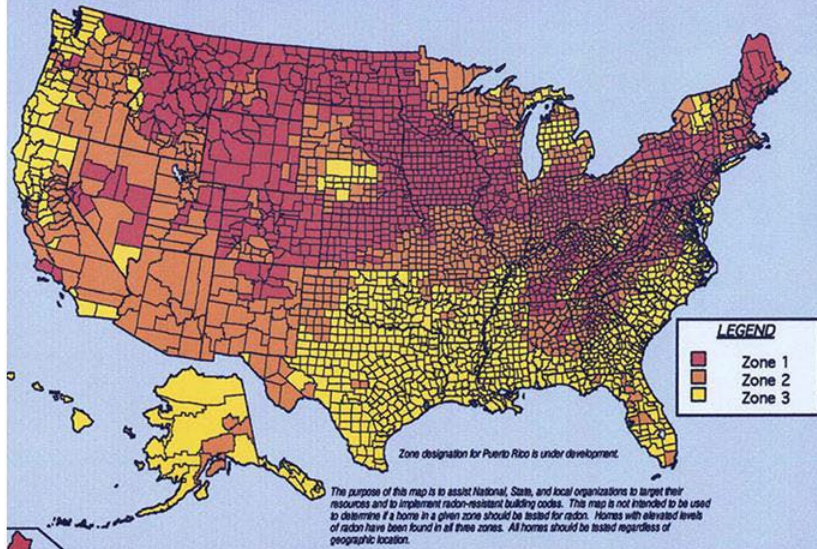 LEGEND
Zone 1
Zone 2
Zone 3
Zone designation for Puerto Rico is under development.
The purpose of this map is to assist National, State, and local organizations to target their
resources and to implement radon-resistant building codes. This map is not intended to be used
to determine if a home in a given zone should be tested for radon. Homes with elevated levels
of radon have been found in all three zones. All homes should be tested regardless of
geographic location.